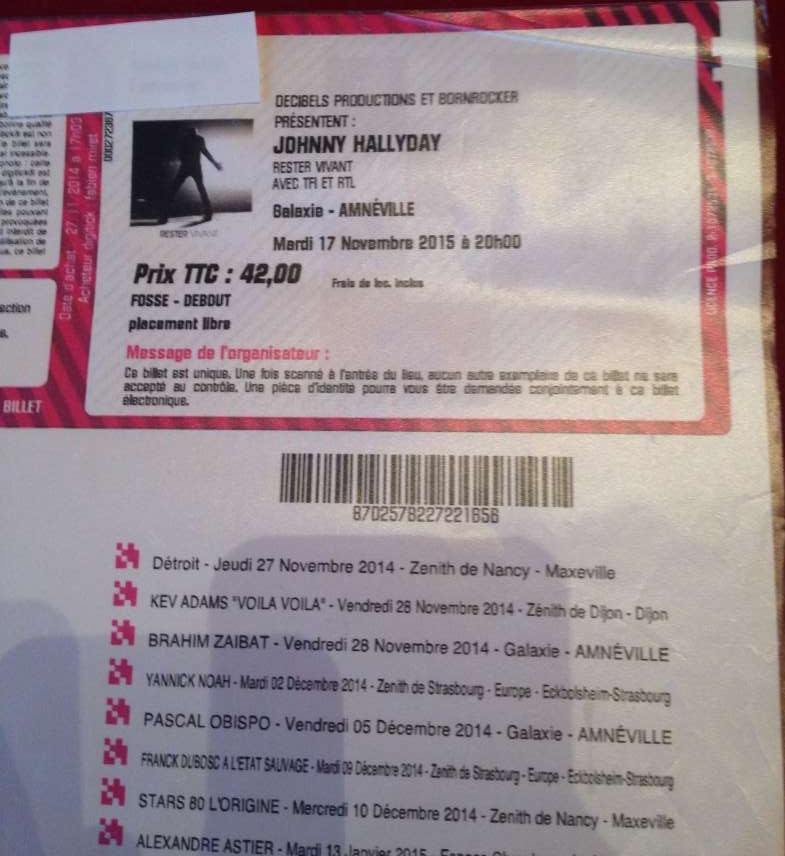 DECIBELS PRODUCTIONS ET BORNROCKER
PRÉSENTENT :
JOHNNY HALLYDAY
RESTER VIVANT
AVEC TF1 ET RTL
Galaxie - AMNÉVILLE
Mardi 17 Novembre 2015 à 20h00
RESTER VIVANT
Prix TTC : 42,00
Frais de loc. inclus
FOSSE - DEBOUT
placement libre
Message de l'organisateur :
Ce billet est unique. Une fois scanné à l'entrée du lieu, aucun autre exemplaire de ce billet ne sera
accepté au contrôle. Une pièce d'identité pourra vous être demandée conjointement à ce billet
électronique.
Date d'achat 27/11/2014 à 17h03
Acheteur digitick fabien miret
BILLET
8702578227221656
Détroit - Jeudi 27 Novembre 2014 - Zenith de Nancy - Maxeville
KEV ADAMS "VOILA VOILA" - Vendredi 28 Novembre 2014 - Zénith de Dijon - Dijon
BRAHIM ZAIBAT - Vendredi 28 Novembre 2014 - Galaxie - AMNÉVILLE
YANNICK NOAH - Mardi 02 Décembre 2014 - Zenith de Strasbourg - Europe - Eckbolsheim-Strasbourg
PASCAL OBISPO - Vendredi 05 Décembre 2014 - Galaxie - AMNÉVILLE
FRANCK DUBOSC A L'ETAT SAUVAGE - Mardi 09 Décembre 2014 - Zenith de Strasbourg - Europe - Eckbolsheim-Strasbourg
STARS 80 L'ORIGINE - Mercredi 10 Décembre 2014 - Zenith de Nancy - Maxeville
ALEXANDRE ASTIER - Mardi 13 Janvier 2015